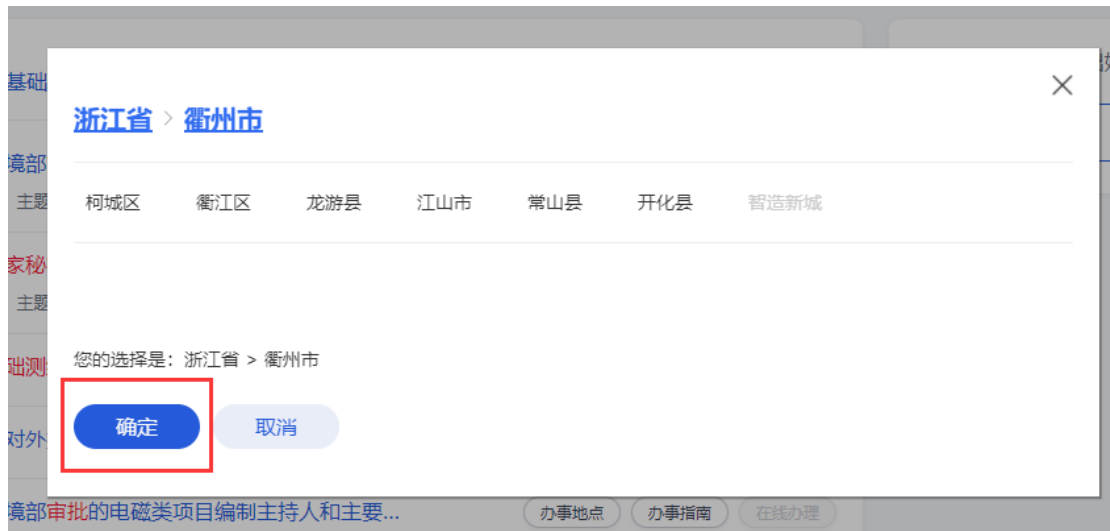 基础
浙江省 > 衢州市
境部
柯城区 衢江区 龙游县 江山市 常山县 开化县 智造新城
主题
家秘
主题
您的选择是：浙江省 > 衢州市
础测
确定 取消
对外
境部审批的电磁类项目编制主持人和主要... 办事地点 办事指南 在线办理